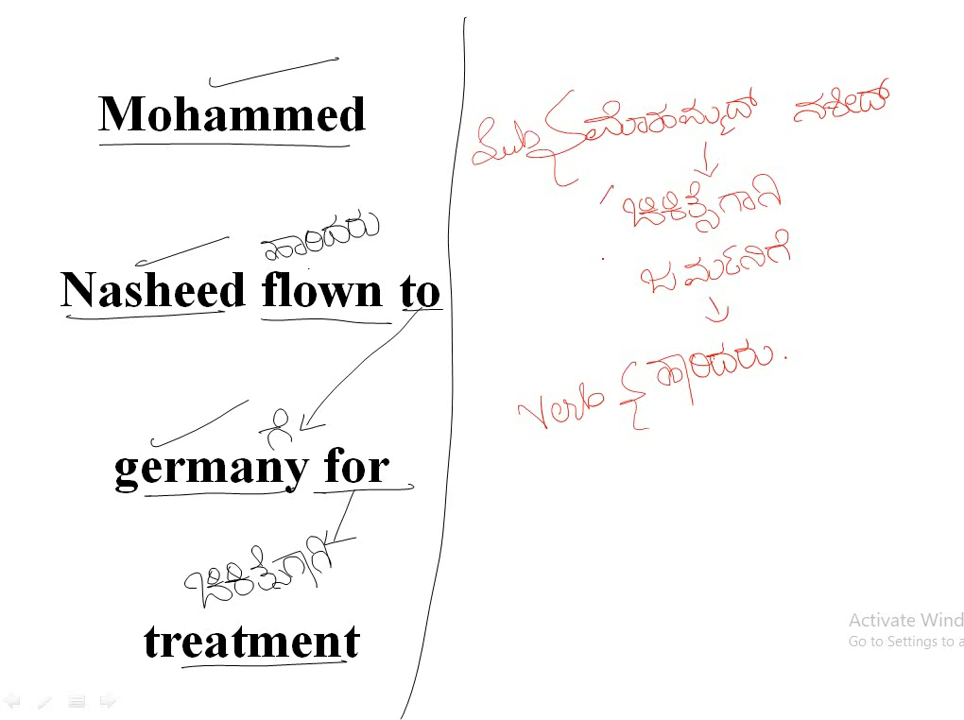 Mohammed
ಹಾರಿದರು
Nasheed flown to
ಗೆ
germany for
ಚಿಕಿತ್ಸೆಗಾಗಿ
treatment
Sub ಮೊಹಮ್ಮದ್ ನಶೀದ್
ಚಿಕಿತ್ಸೆಗಾಗಿ
ಜರ್ಮನಿಗೆ
Verb ಹಾರಿದರು.
Activate Wind
Go to Settings to a